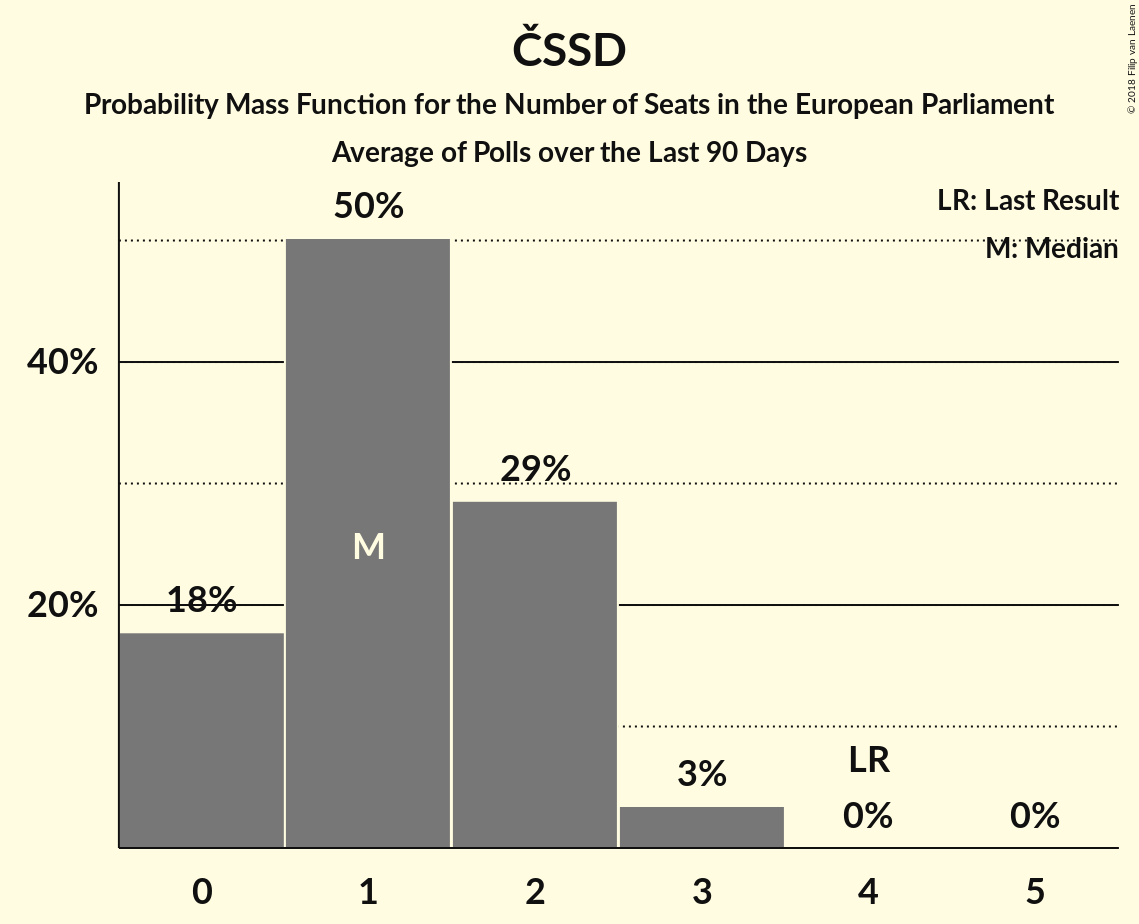 ČSSD
Probability Mass Function for the Number of Seats in the European Parliament
Average of Polls over the Last 90 Days
© 2018 Filip van Laenen
LR: Last Result
M: Median
50%
40%
29%
M
18%
20%
3%
LR
0%
0%
0 1 2 3 4 5